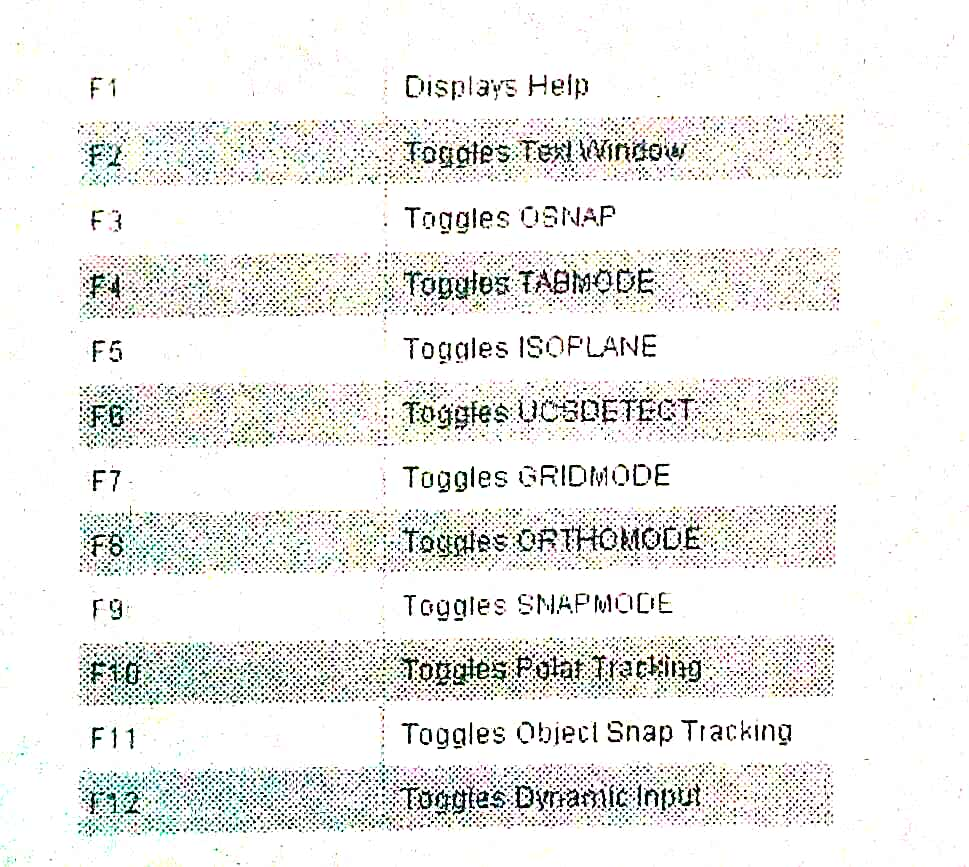 F1 Displays Help
F2 Toggles Text Window
F3 Toggles OSNAP
F4 Toggles TABMODE
F5 Toggles ISOPLANE
F6 Toggles UCSDETECT
F7 Toggles GRIDMODE
F8 Toggles ORTHOMODE
F9 Toggles SNAPMODE
F10 Toggles Polar Tracking
F11 Toggles Object Snap Tracking
F12 Toggles Dynamic Input